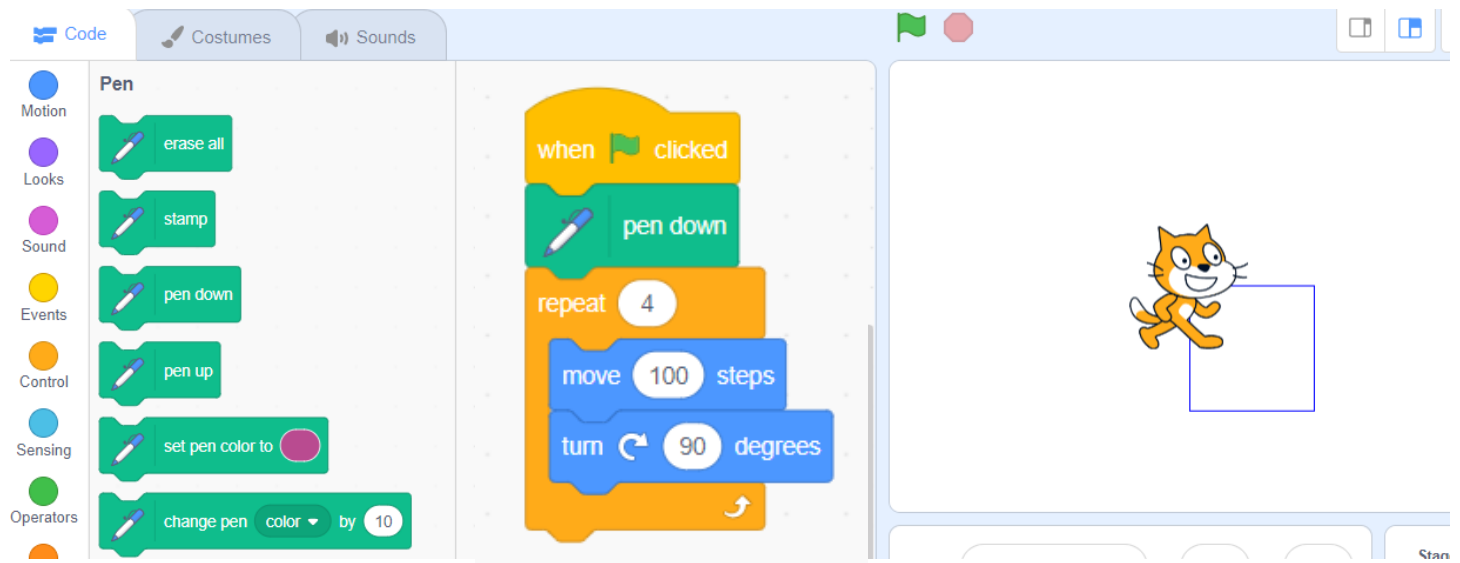 Code
Costumes
Sounds
Motion
Looks
Sound
Events
Control
Sensing
Operators
Pen
erase all
stamp
pen down
pen up
set pen color to
change pen color by 10
when clicked
pen down
repeat 4
move 100 steps
turn 90 degrees